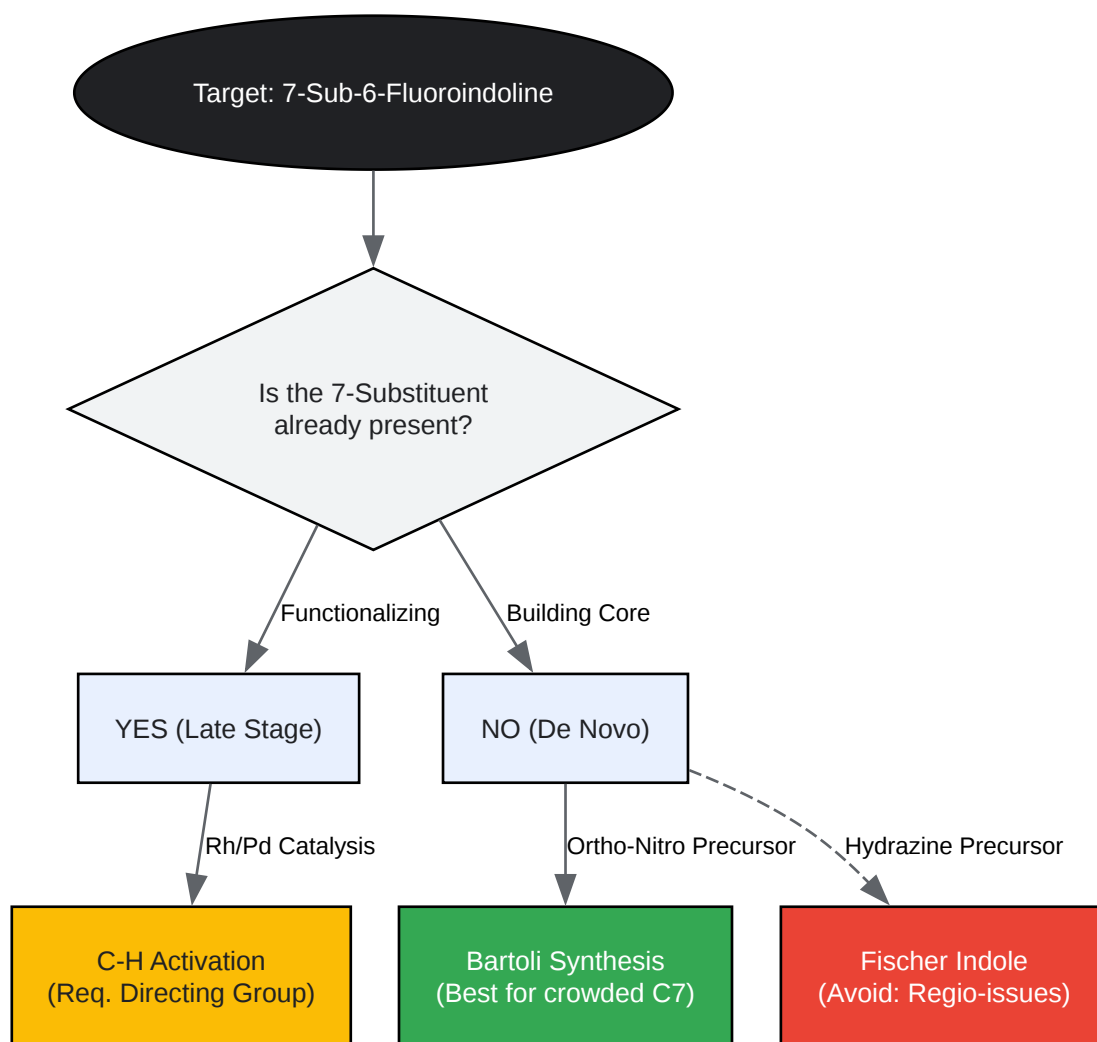 Target: 7-Sub-6-Fluoroindoline
Is the 7-Substituent
already present?
Functionalizing
Building Core
YES (Late Stage)
NO (De Novo)
Rh/Pd Catalysis
Ortho-Nitro Precursor
Hydrazine Precursor
C-H Activation
(Req. Directing Group)
Bartoli Synthesis
(Best for crowded C7)
Fischer Indole
(Avoid: Regio-issues)